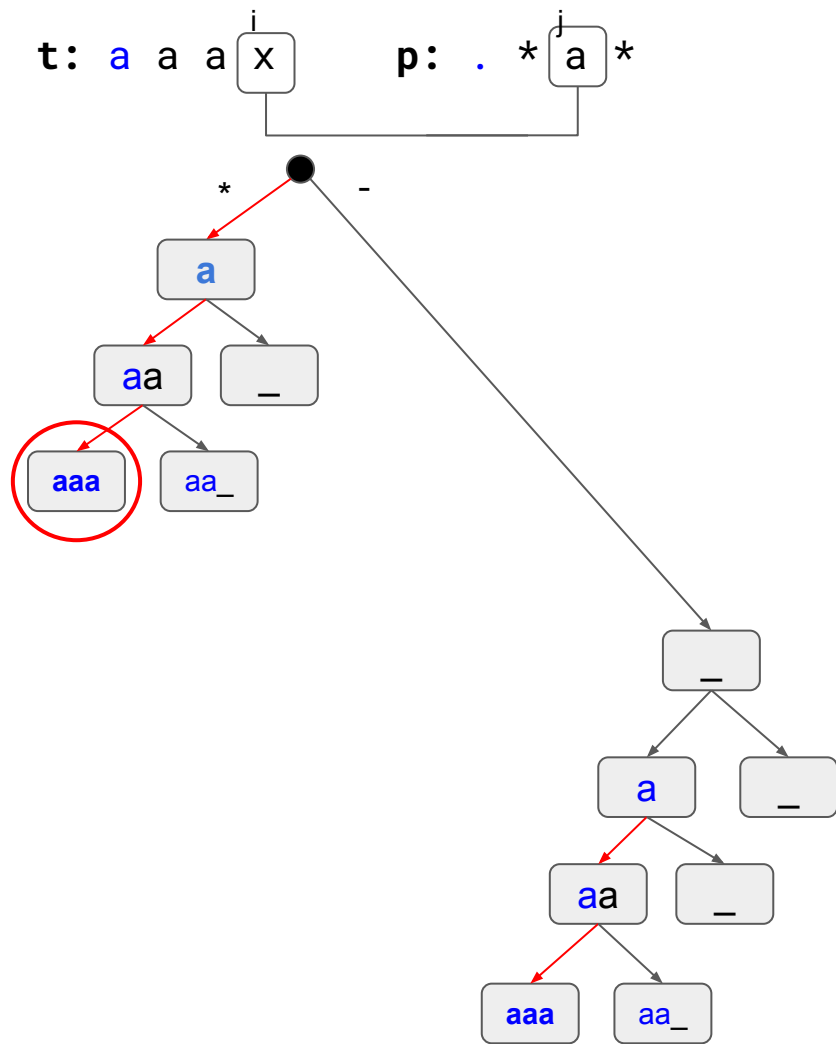 i j
t: a a a x p: . * a *
* -
a
aa _
aaa aa_
_
a _
aa _
aaa aa_